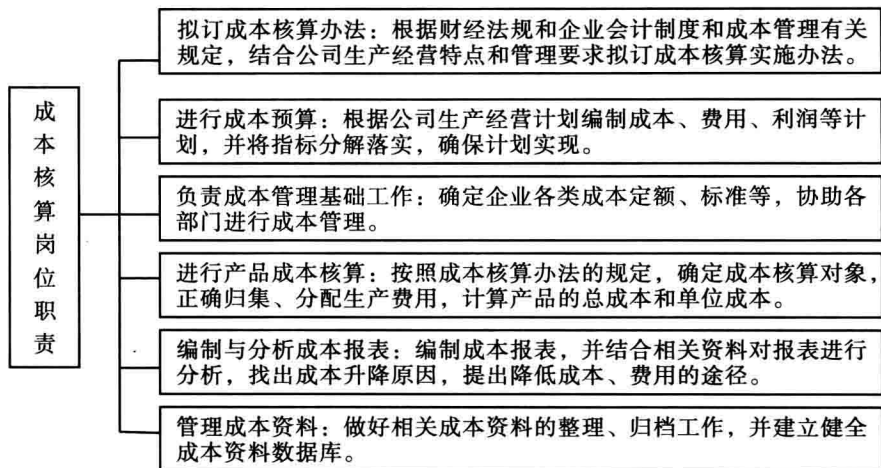 成本核算岗位职责
拟订成本核算办法：根据财经法规和企业会计制度和成本管理有关
规定，结合公司生产经营特点和管理要求拟订成本核算实施办法。
进行成本预算：根据公司生产经营计划编制成本、费用、利润等计
划，并将指标分解落实，确保计划实现。
负责成本管理基础工作：确定企业各类成本定额、标准等，协助各
部门进行成本管理。
进行产品成本核算：按照成本核算办法的规定，确定成本核算对象，
正确归集、分配生产费用，计算产品的总成本和单位成本。
编制与分析成本报表：编制成本报表，并结合相关资料对报表进行
分析，找出成本升降原因，提出降低成本、费用的途径。
管理成本资料：做好相关成本资料的整理、归档工作，并建立健全
成本资料数据库。